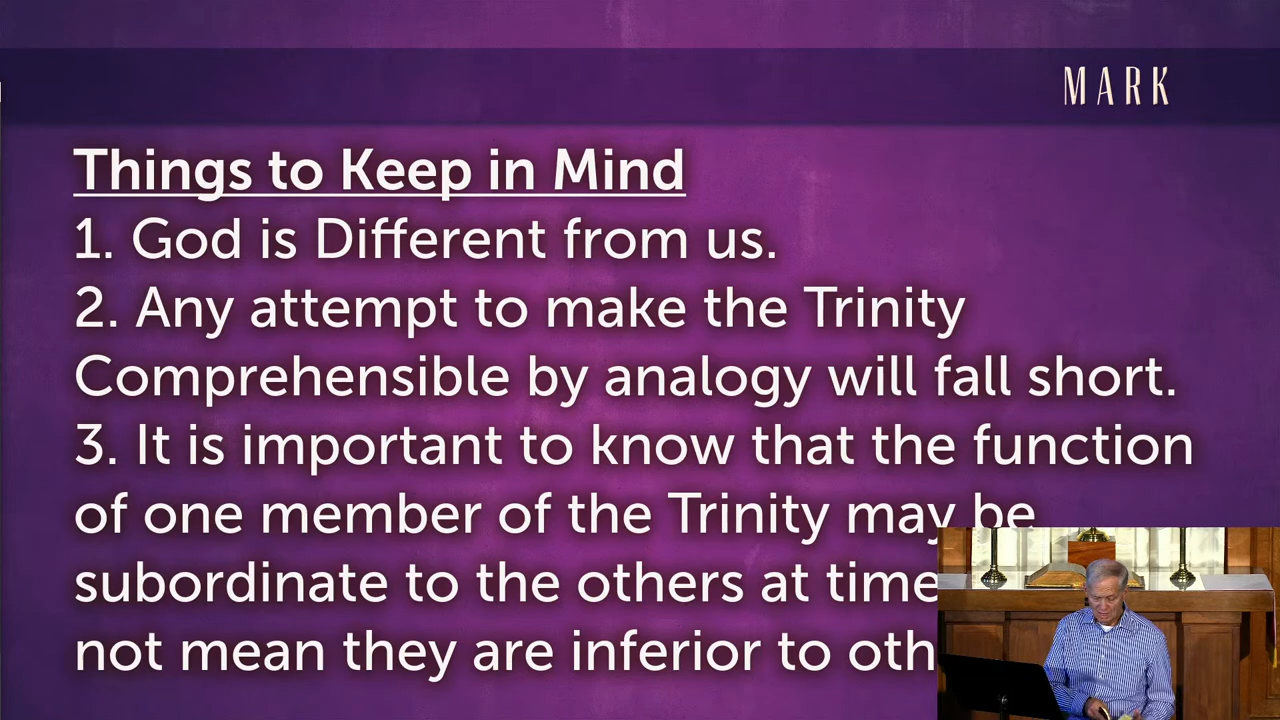 MARK
Things to Keep in Mind
1. God is Different from us.
2. Any attempt to make the Trinity
Comprehensible by analogy will fall short.
3. It is important to know that the function
of one member of the Trinity may be
subordinate to the others at time
not mean they are inferior to oth